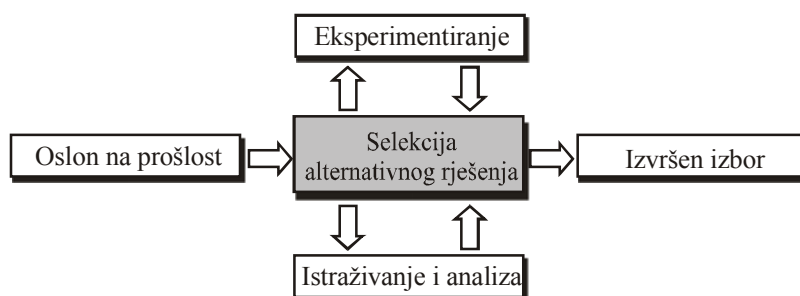 Eksperimentiranje
Oslon na prošlost
Selekcija
alternativnog rješenja
Izvršen izbor
Istraživanje i analiza